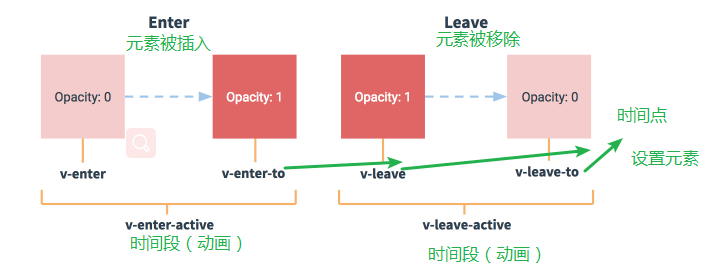 Enter
元素被插入
Leave
元素被移除
Opacity: 0
Opacity: 1
Opacity: 1
Opacity: 0
时间点
设置元素
v-enter
v-enter-to
v-leave
v-leave-to
v-enter-active
时间段（动画）
v-leave-active
时间段（动画）